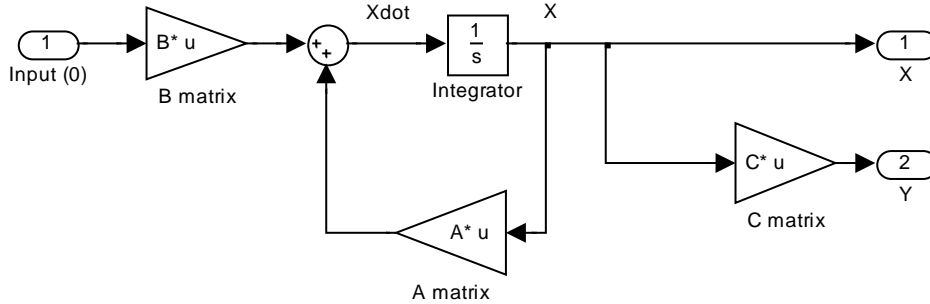 Xdot
X
1
Input (0)
B* u
B matrix
+
+
1
s
Integrator
1
X
C* u
C matrix
2
Y
A* u
A matrix